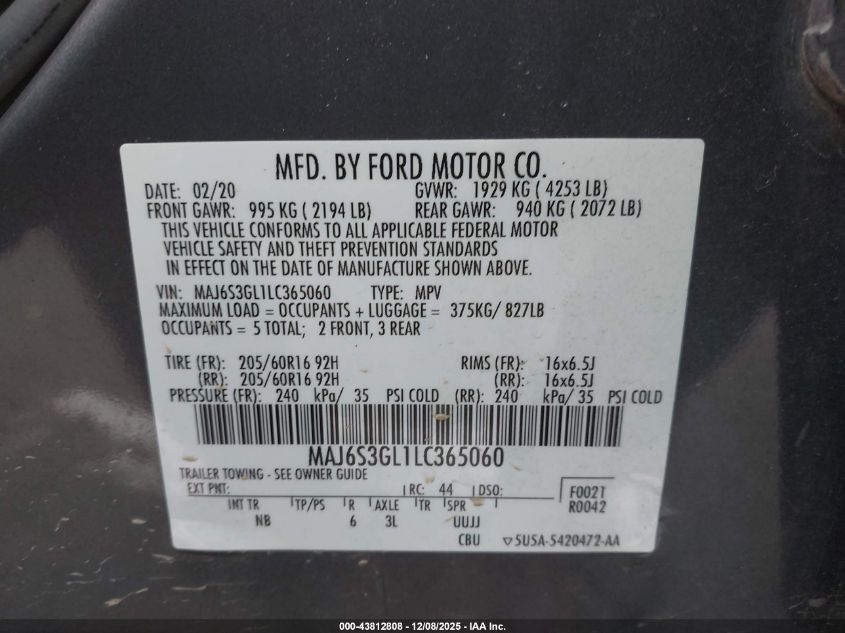 MFD. BY FORD MOTOR CO.
DATE: 02/20 GVWR: 1929 KG ( 4253 LB)
FRONT GAWR: 995 KG ( 2194 LB) REAR GAWR: 940 KG ( 2072 LB)
THIS VEHICLE CONFORMS TO ALL APPLICABLE FEDERAL MOTOR
VEHICLE SAFETY AND THEFT PREVENTION STANDARDS
IN EFFECT ON THE DATE OF MANUFACTURE SHOWN ABOVE.
VIN: MAJ6S3GL1LC365060 TYPE: MPV
MAXIMUM LOAD = OCCUPANTS + LUGGAGE = 375KG/ 827LB
OCCUPANTS = 5 TOTAL; 2 FRONT, 3 REAR
TIRE (FR): 205/60R16 92H RIMS (FR): 16x6.5J
(RR): 205/60R16 92H (RR): 16x6.5J
PRESSURE (FR): 240 kPa/ 35 PSI COLD (RR): 240 kPa/ 35 PSI COLD
MAJ6S3GL1LC365060
TRAILER TOWING - SEE OWNER GUIDE
EXT PNT: RC: 44 DSO: F0021
R0042
INT TR TP/PS R AXLE TR SPR
NB 6 3L UUJJ
CBU ▽5U5A-5420472-AA
000-43812808 - 12/08/2025 - IAA Inc.